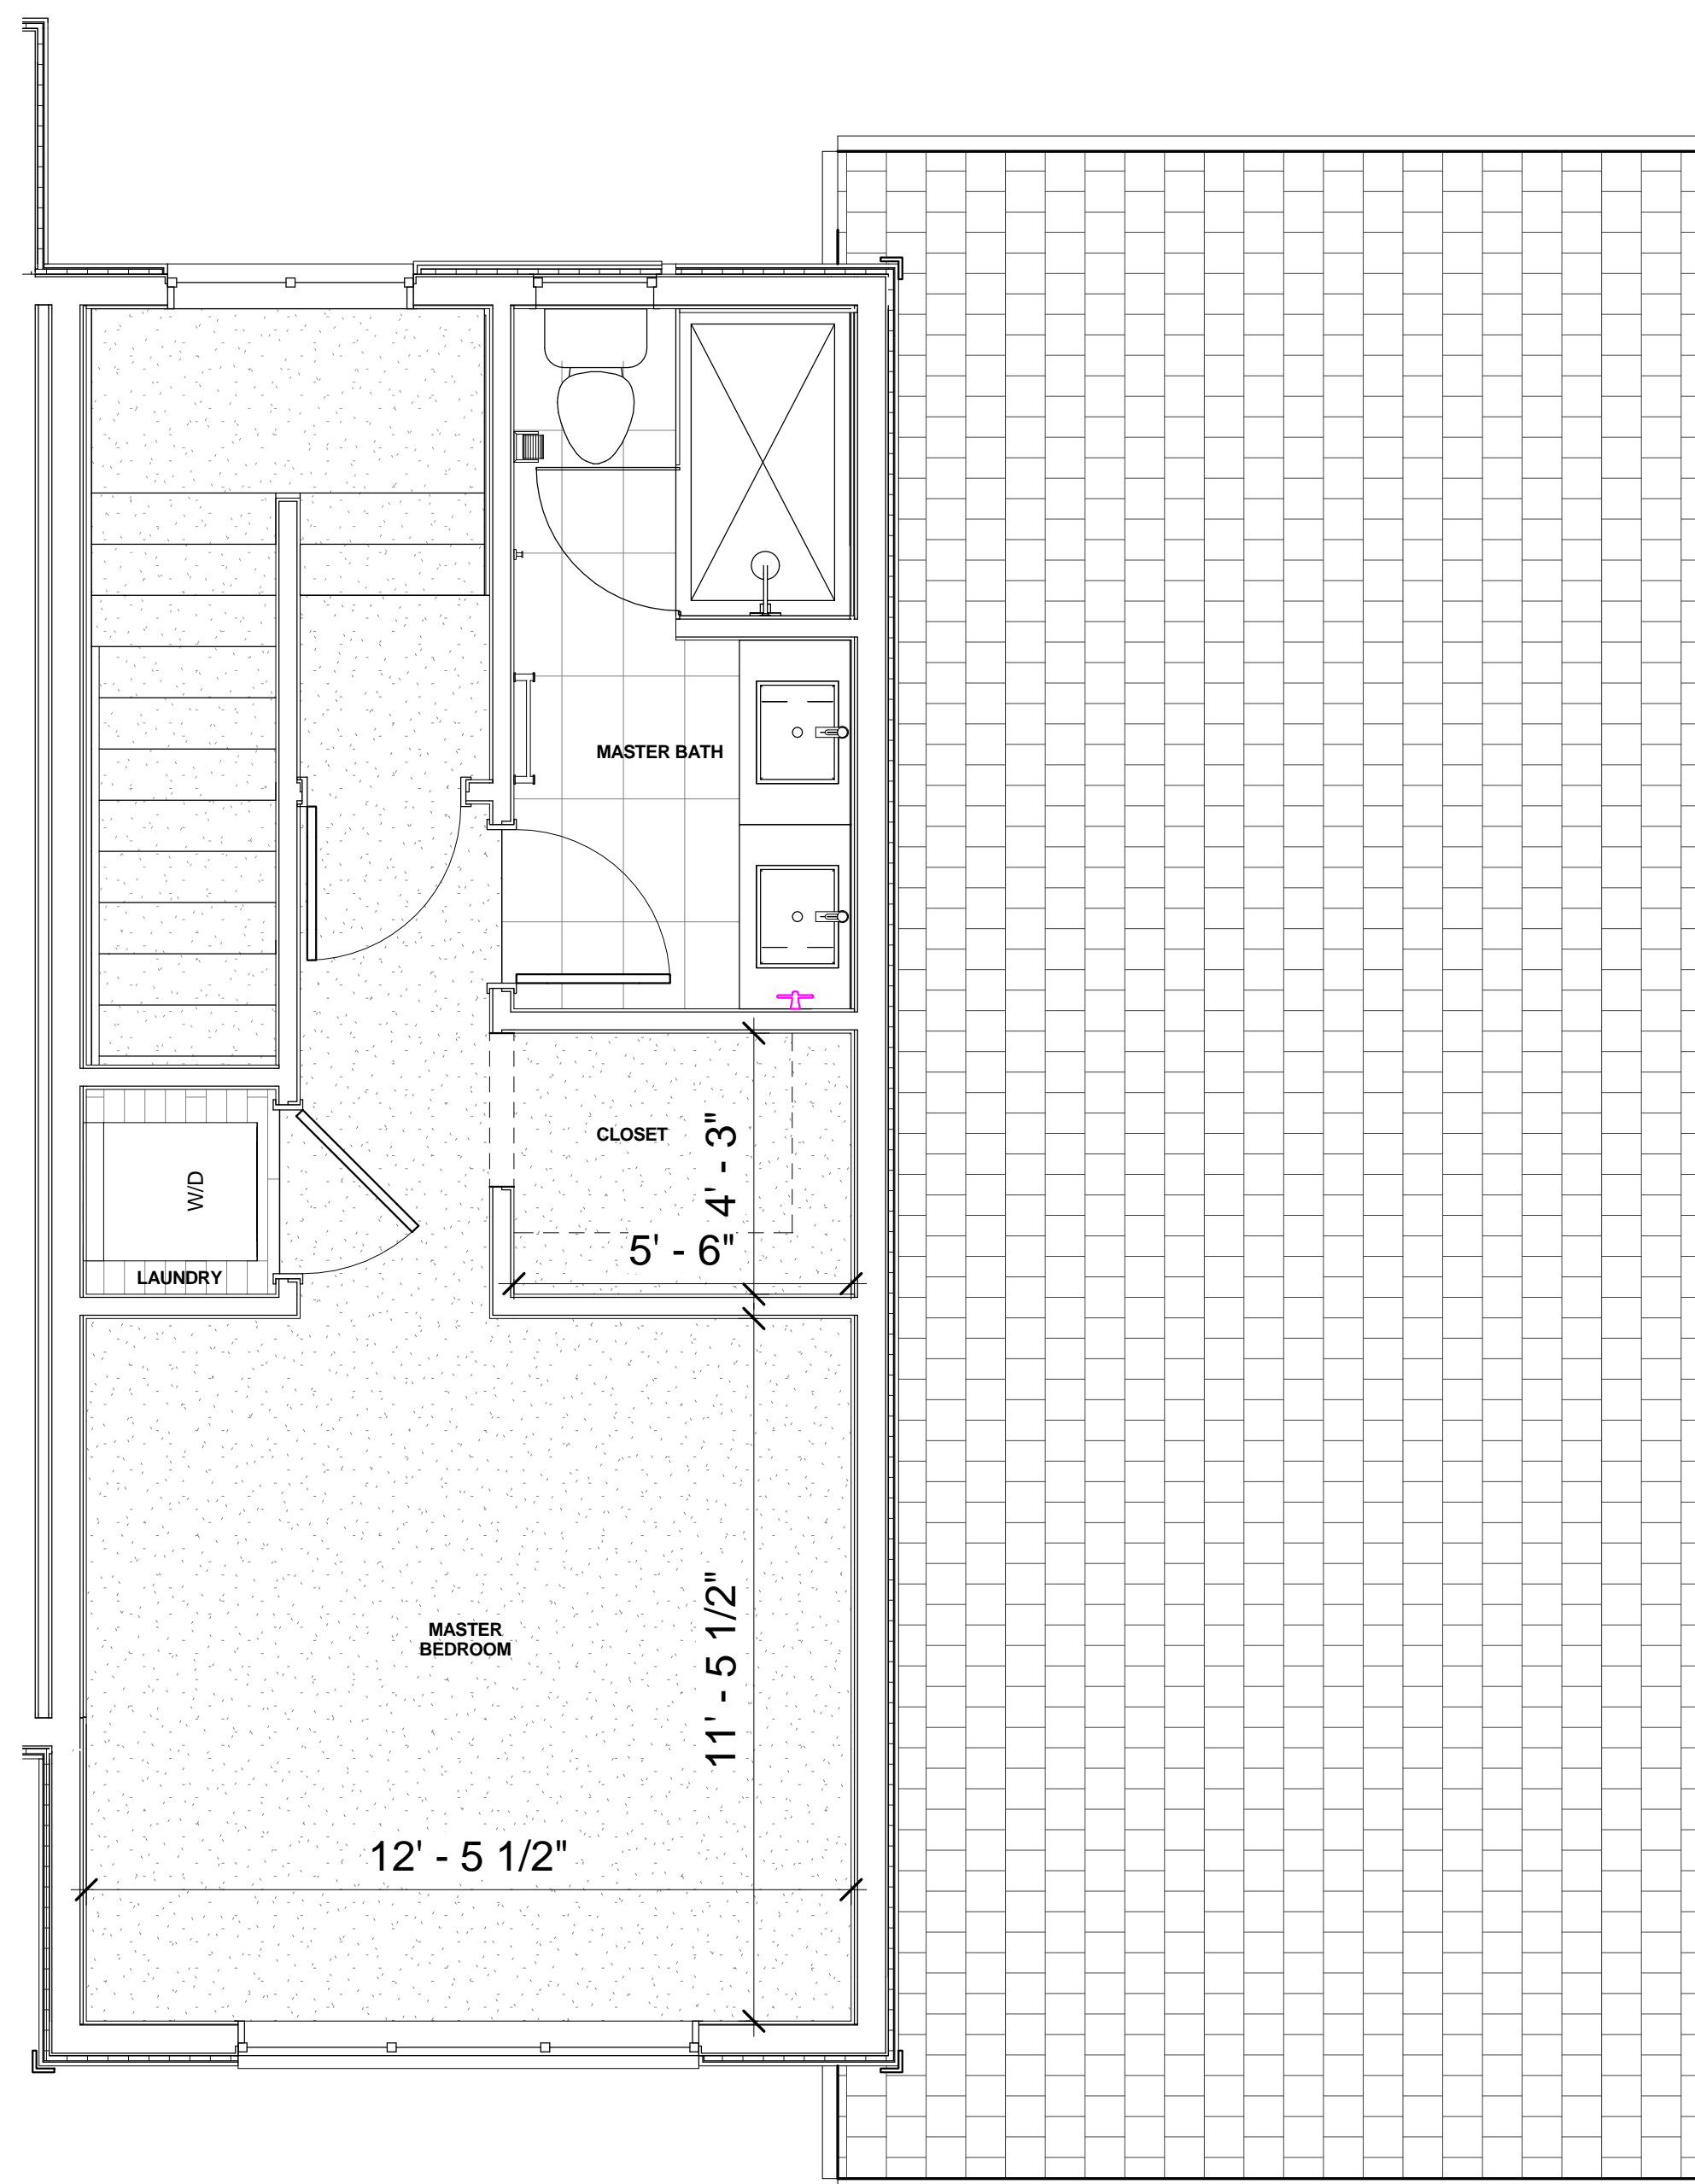 MASTER BATH
CLOSET
4' - 3"
5' - 6"
W/D
LAUNDRY
MASTER
BEDROOM
11' - 5 1/2"
12' - 5 1/2"